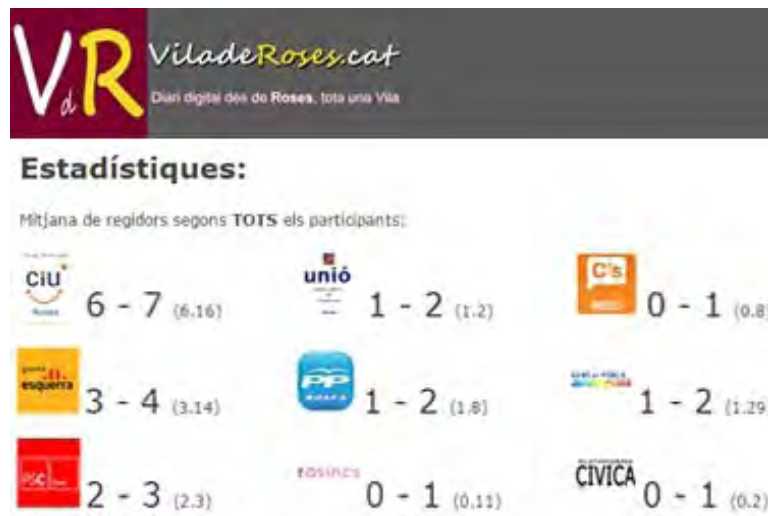 VdR ViladeRoses.cat
Diari digital des de Roses, tota una Vila
Estadístiques:
Mitjana de regidors segons TOTS els participants:
CiU
Roses
6 - 7 (6.16)
unió
1 - 2 (1.2)
C's
0 - 1 (0.8)
esquerra
3 - 4 (3.14)
PP
1 - 2 (1.8)
1 - 2 (1.29
PSC
2 - 3 (2.3)
rosincs
0 - 1 (0.11)
CÍVICA
0 - 1 (0.2)